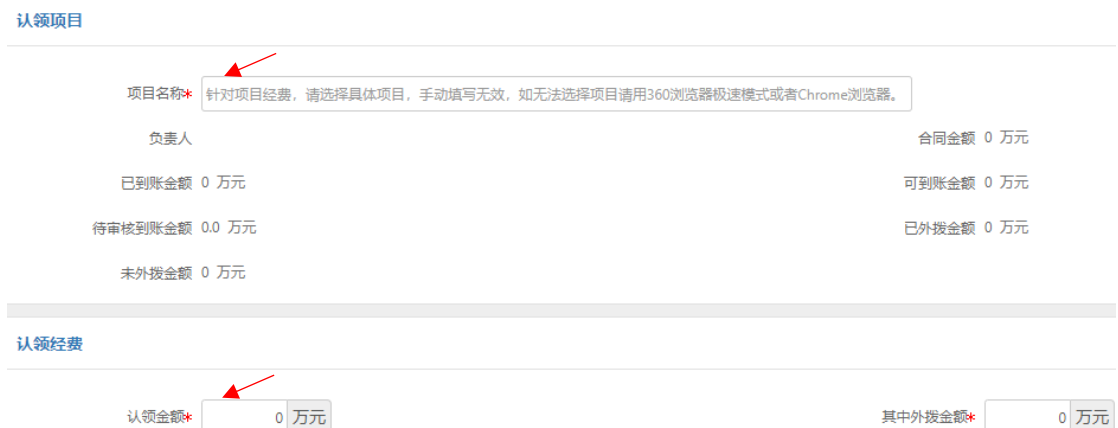 认领项目
项目名称* 针对项目经费，请选择具体项目，手动填写无效，如无法选择项目请用360浏览器极速模式或者Chrome浏览器。
负责人 合同金额 0 万元
已到账金额 0 万元 可到账金额 0 万元
待审核到账金额 0.0 万元 已外拨金额 0 万元
未外拨金额 0 万元
认领经费
认领金额* 0 万元 其中外拨金额* 0 万元